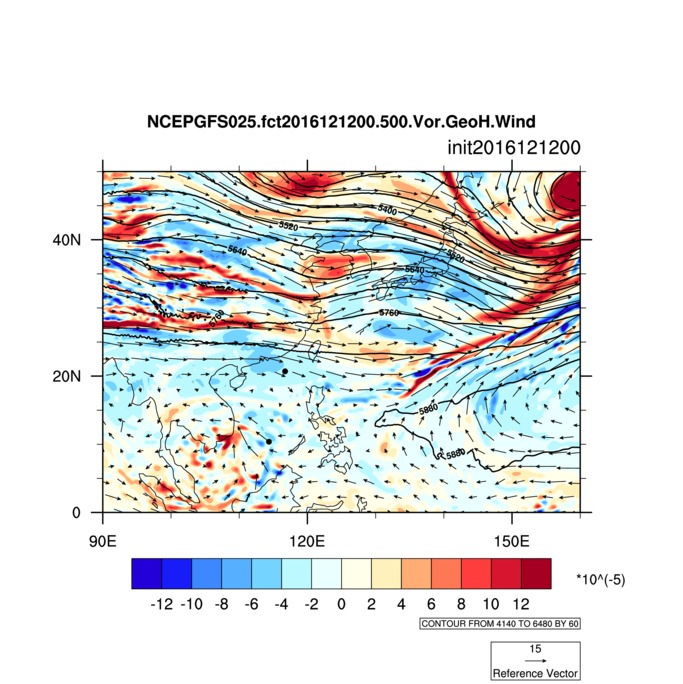 NCEPGFS025.fct2016121200.500.Vor.GeoH.Wind
init2016121200
5400
5520
5520
5640
5640
5760
5760
5880
5880
40N
20N
0
90E 120E 150E
-12 -10 -8 -6 -4 -2 0 2 4 6 8 10 12
*10^(-5)
CONTOUR FROM 4140 TO 6480 BY 60
15
Reference Vector